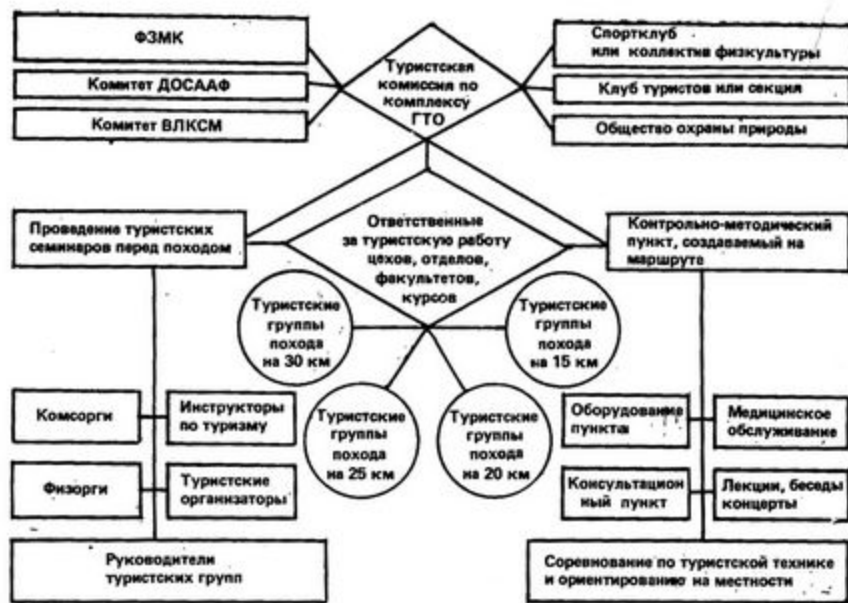 ФЗМК
Комитет ДОСААФ
Комитет ВЛКСМ
Туристская
комиссия по
комплексу
ГТО
Спортклуб
или коллектив физкультуры
Клуб туристов или секция
Общество охраны природы
Проведение туристских
семинаров перед походом
Ответственные
за туристскую работу
цехов, отделов,
факультетов,
курсов
Контрольно-методический
пункт, создаваемый на
маршруте
Туристские
группы
похода
на 30 км
Туристские
группы
похода
на 25 км
Туристские
группы
похода
на 20 км
Туристские
группы
похода
на 15 км
Комсорги
Инструкторы
по туризму
Физорги
Туристские
организаторы
Руководители
туристских групп
Оборудование
пункта
Медицинское
обслуживание
Консультацион
ный пункт
Лекции, беседы
концерты
Соревнование по туристской технике
и ориентированию на местности